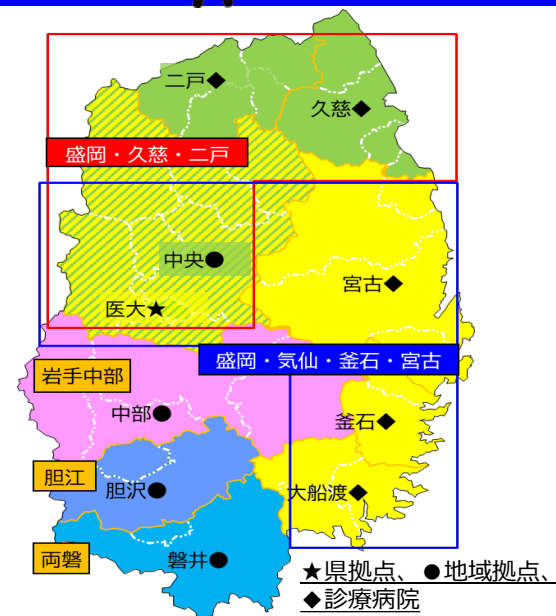 二戸◆
久慈◆
盛岡・久慈・二戸
中央●
宮古◆
医大★
盛岡・気仙・釜石・宮古
岩手中部
中部●
釜石◆
胆江
胆沢●
大船渡◆
両磐
磐井●
★県拠点、●地域拠点、
◆診療病院